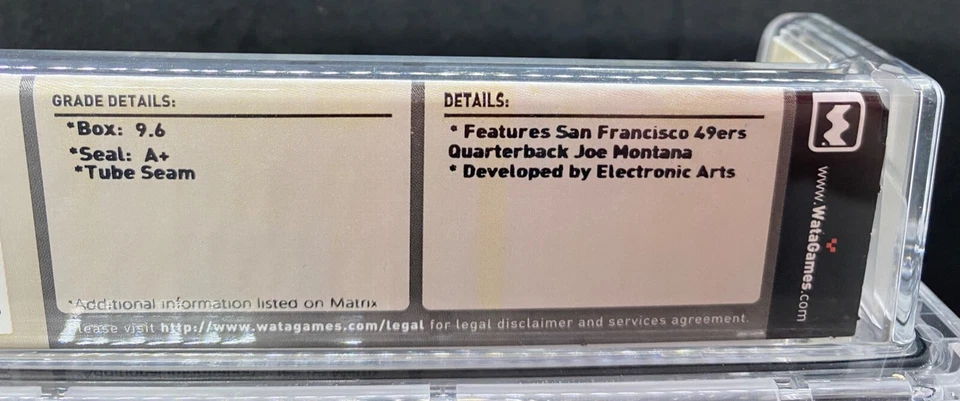 GRADE DETAILS:
*Box: 9.6
*Seal: A+
*Tube Seam
*Additional information listed on Matrix
DETAILS:
* Features San Francisco 49ers
Quarterback Joe Montana
* Developed by Electronic Arts
Please visit http://www.watagames.com/legal for legal disclaimer and services agreement.
www.WataGames.com